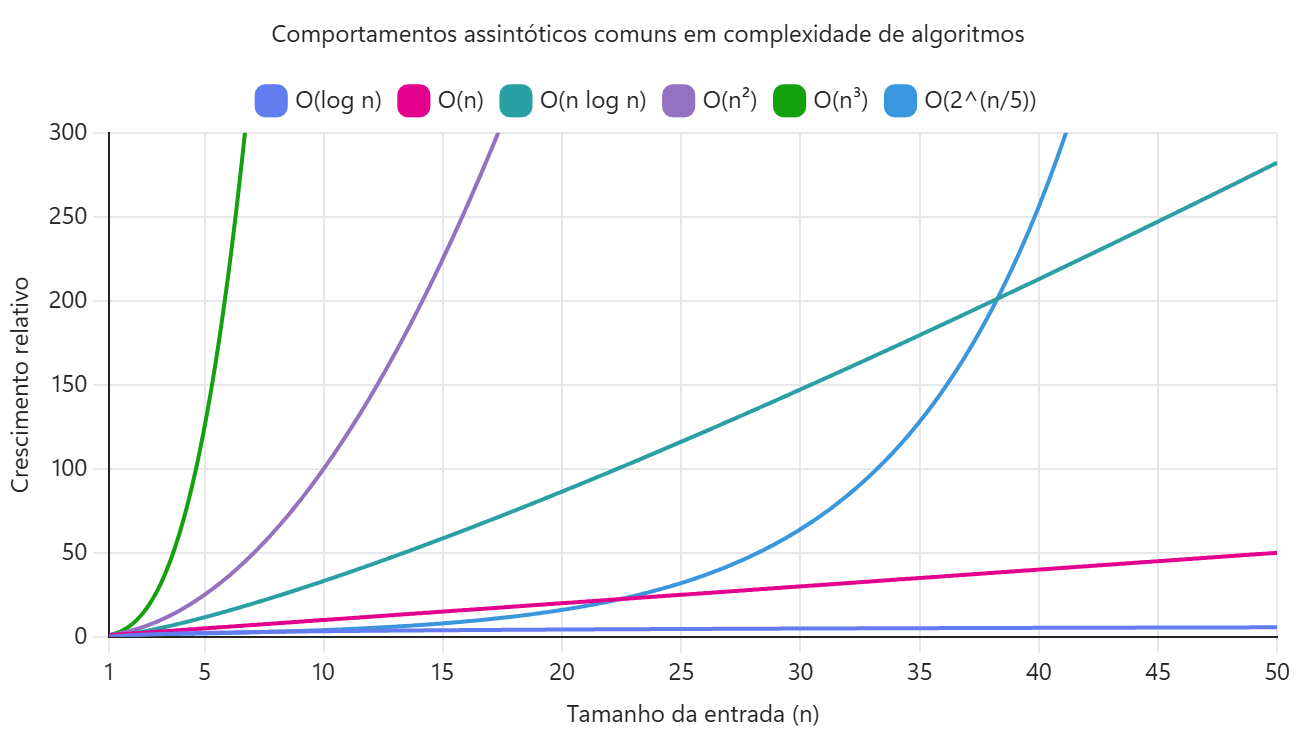 Comportamentos assintóticos comuns em complexidade de algoritmos
O(log n) O(n) O(n log n) O(n²) O(n³) O(2^(n/5))
300
250
200
150
100
50
0
Crescimento relativo
1 5 10 15 20 25 30 35 40 45 50
Tamanho da entrada (n)